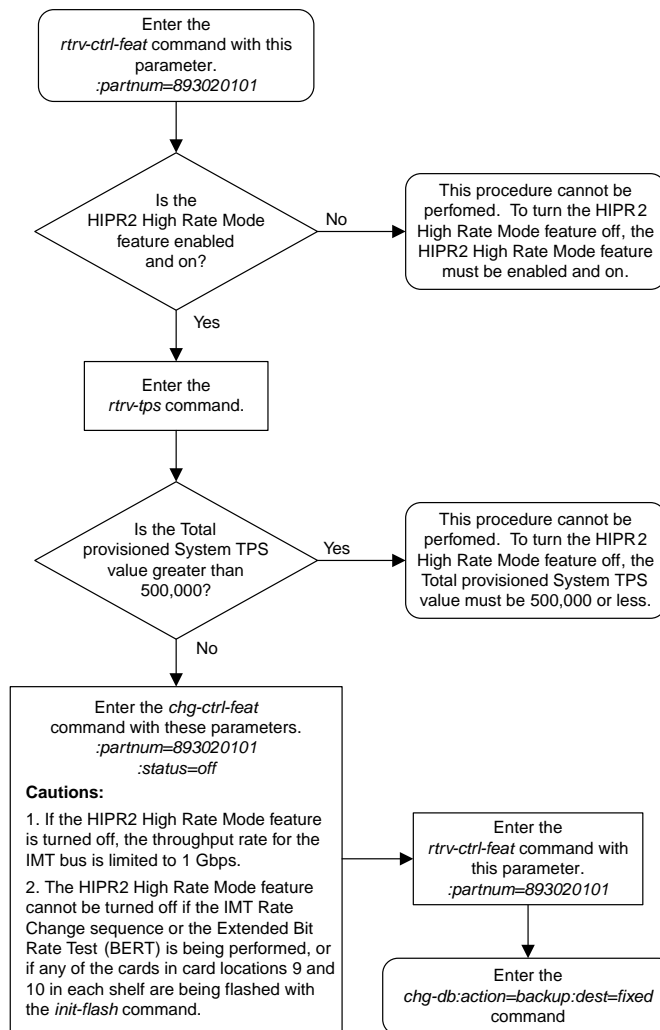 Enter the
rtrv-ctrl-feat command with this
parameter.
:partnum=893020101
Is the
HIPR2 High Rate Mode
feature enabled
and on?
No
This procedure cannot be
perfomed. To turn the HIPR2
High Rate Mode feature off, the
HIPR2 High Rate Mode feature
must be enabled and on.
Yes
Enter the
rtrv-tps command.
Is the Total
provisioned System TPS
value greater than
500,000?
Yes
This procedure cannot be
perfomed. To turn the HIPR2
High Rate Mode feature off, the
Total provisioned System TPS
value must be 500,000 or less.
No
Enter the chg-ctrl-feat
command with these parameters.
:partnum=893020101
:status=off
Cautions:
1. If the HIPR2 High Rate Mode feature
is turned off, the throughput rate for the
IMT bus is limited to 1 Gbps.
2. The HIPR2 High Rate Mode feature
cannot be turned off if the IMT Rate
Change sequence or the Extended Bit
Rate Test (BERT) is being performed, or
if any of the cards in card locations 9 and
10 in each shelf are being flashed with
the init-flash command.
Enter the
rtrv-ctrl-feat command with
this parameter.
:partnum=893020101
Enter the
chg-db:action=backup:dest=fixed
command